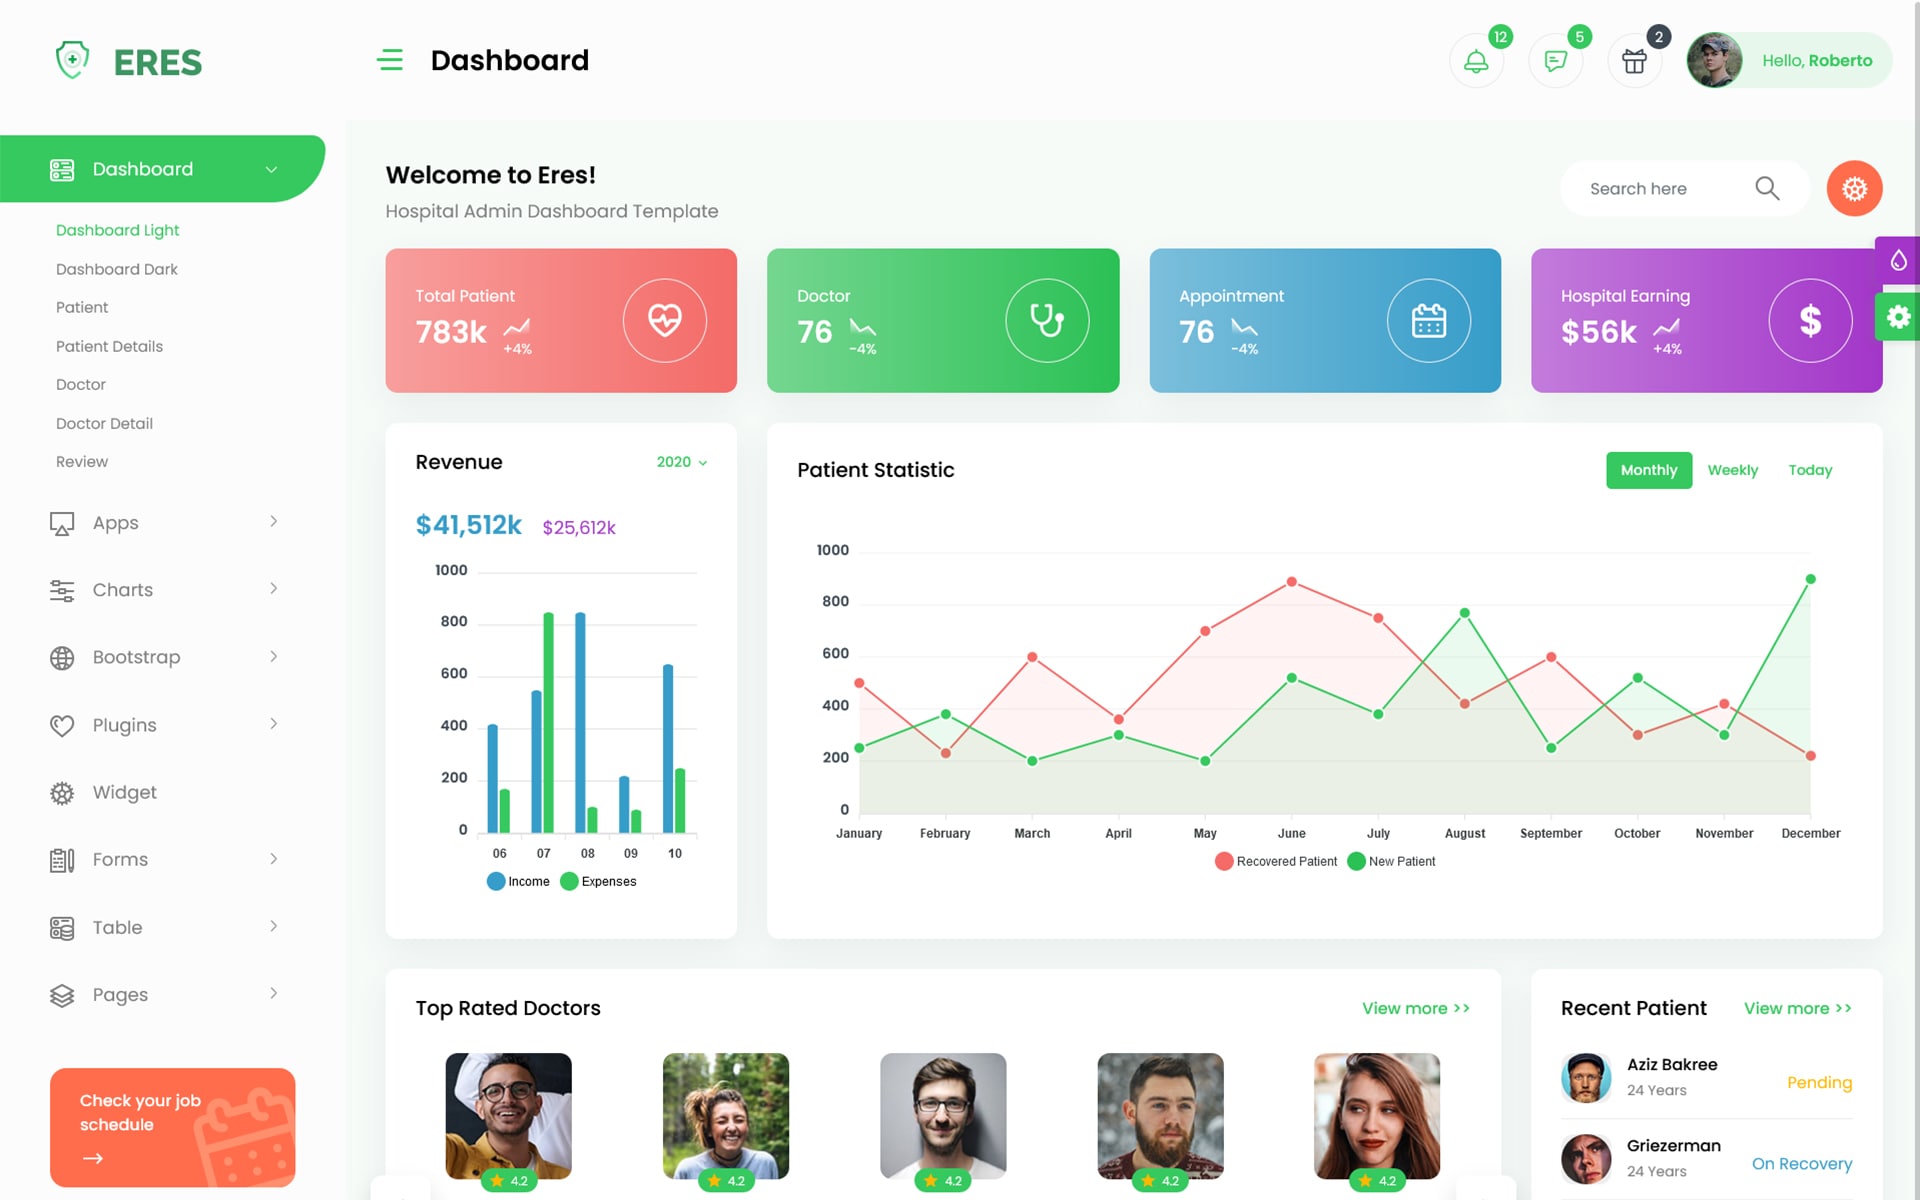 ERES
Dashboard
12
5
2
Hello, Roberto
Dashboard
Dashboard Light
Dashboard Dark
Patient
Patient Details
Doctor
Doctor Detail
Review
Apps
Charts
Bootstrap
Plugins
Widget
Forms
Table
Pages
Check your job
schedule
Welcome to Eres!
Hospital Admin Dashboard Template
Search here
Total Patient
783k
+4%
Doctor
76
-4%
Appointment
76
-4%
Hospital Earning
$56k
+4%
$
Revenue
2020
$41,512k $25,612k
1000
800
600
400
200
0
06 07 08 09 10
Income Expenses
Patient Statistic
Monthly Weekly Today
1000
800
600
400
200
0
January February March April May June July August September October November December
Recovered Patient New Patient
Top Rated Doctors
View more >>
4.2 4.2 4.2 4.2 4.2
Recent Patient
View more >>
Aziz Bakree
24 Years
Pending
Griezerman
24 Years
On Recovery